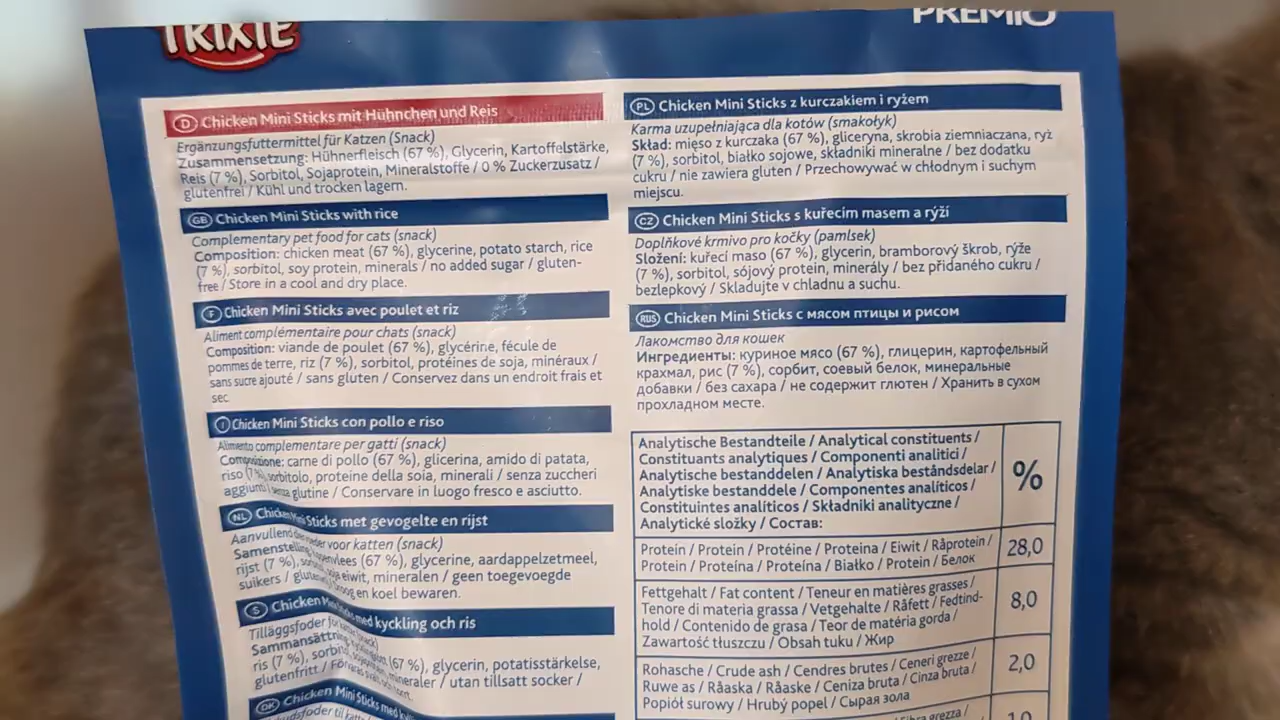 TRIXIE
PREMIO
D Chicken Mini Sticks mit Hühnchen und Reis
Ergänzungsfuttermittel für Katzen (Snack)
Zusammensetzung: Hühnerfleisch (67 %), Glycerin, Kartoffelstärke,
Reis (7 %), Sorbitol, Sojaprotein, Mineralstoffe / 0 % Zuckerzusatz /
glutenfrei / Kühl und trocken lagern.
GB Chicken Mini Sticks with rice
Complementary pet food for cats (snack)
Composition: chicken meat (67 %), glycerine, potato starch, rice
(7 %), sorbitol, soy protein, minerals / no added sugar / gluten-
free / Store in a cool and dry place.
F Chicken Mini Sticks avec poulet et riz
Aliment complémentaire pour chats (snack)
Composition: viande de poulet (67 %), glycérine, fécule de
pommes de terre, riz (7 %), sorbitol, protéines de soja, minéraux /
sans sucre ajouté / sans gluten / Conservez dans un endroit frais et
sec
I Chicken Mini Sticks con pollo e riso
Alimento complementare per gatti (snack)
Composizione: carne di pollo (67 %), glicerina, amido di patata,
riso (7 %), sorbitolo, proteine della soia, minerali / senza zuccheri
aggiunti / senza glutine / Conservare in luogo fresco e asciutto.
NL Chicken Mini Sticks met gevogelte en rijst
Aanvullend voor katten (snack)
Samenstelling (67 %), glycerine, aardappelzetmeel,
rijst (7 %), eiwit, mineralen / geen toegevoegde
suikers / en koel bewaren.
S Chicken Mini Sticks med kyckling och ris
Tilläggsfoder
Sammansättning (67 %), glycerin, potatisstärkelse,
ris (7 %), mineraler / utan tillsatt socker /
glutenfritt /
DK Chicken Mini Sticks med
PL Chicken Mini Sticks z kurczakiem i ryżem
Karma uzupełniająca dla kotów (smakołyk)
Skład: mięso z kurczaka (67 %), gliceryna, skrobia ziemniaczana, ryż
(7 %), sorbitol, białko sojowe, składniki mineralne / bez dodatku
cukru / nie zawiera gluten / Przechowywać w chłodnym i suchym
miejscu.
CZ Chicken Mini Sticks s kuřecím masem a rýží
Doplňkové krmivo pro kočky (pamlsek)
Složení: kuřecí maso (67 %), glycerin, bramborový škrob, rýže
(7 %), sorbitol, sójový protein, minerály / bez přidaného cukru /
bezlepkový / Skladujte v chladnu a suchu.
RUS Chicken Mini Sticks с мясом птицы и рисом
Лакомство для кошек
Ингредиенты: куриное мясо (67 %), глицерин, картофельный
крахмал, рис (7 %), сорбит, соевый белок, минеральные
добавки / без сахара / не содержит глютен / Хранить в сухом
прохладном месте.
Analytische Bestandteile / Analytical constituents /
Constituants analytiques / Componenti analitici /
Analytische bestanddelen / Analytiska beståndsdelar /
Analytiske bestanddele / Componentes analíticos /
Constituintes analíticos / Składniki analityczne /
Analytické složky / Состав:
%
Protein / Protein / Protéine / Proteina / Eiwit / Råprotein /
Protein / Proteína / Proteína / Białko / Protein / Белок
28,0
Fettgehalt / Fat content / Teneur en matières grasses /
Tenore di materia grassa / Vetgehalte / Råfett / Fedtind-
hold / Contenido de grasa / Teor de matéria gorda /
Zawartość tłuszczu / Obsah tuku / Жир
8,0
Rohasche / Crude ash / Cendres brutes / Ceneri grezze /
Ruwe as / Råaska / Råaske / Ceniza bruta / Cinza bruta /
Popiół surowy / Hrubý popel / Сырая зола
2,0
grezza /
1,0